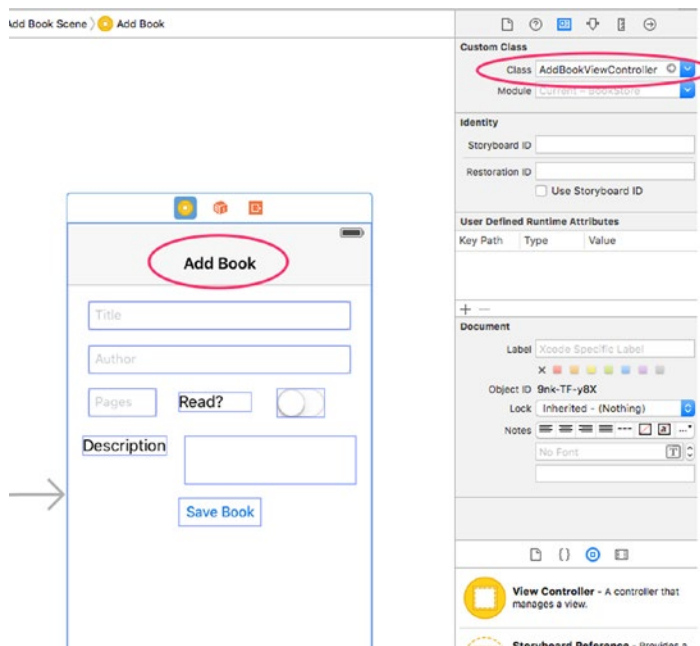 Add Book Scene
Add Book
Custom Class
Class AddBookViewController
Module Current - BookStore
Identity
Storyboard ID
Restoration ID
Use Storyboard ID
User Defined Runtime Attributes
Key Path Type Value
Add Book
Title
Author
Pages Read?
Description
Save Book
+ −
Document
Label Xcode Specific Label
Object ID 9nk-TF-y8X
Lock Inherited - (Nothing)
Notes
No Font
View Controller - A controller that
manages a view.
Storyboard Reference - Provides a